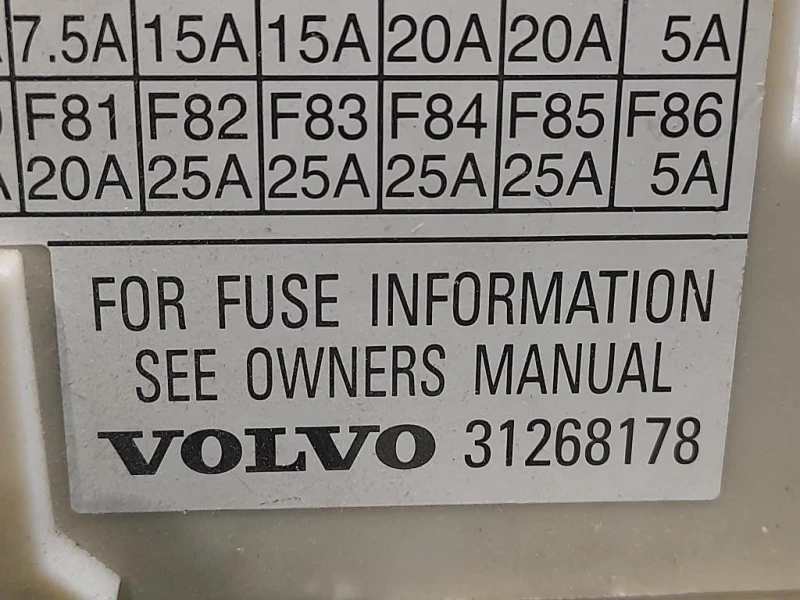 7.5A 15A 15A 20A 20A 5A
F81 F82 F83 F84 F85 F86
20A 25A 25A 25A 25A 5A
FOR FUSE INFORMATION
SEE OWNERS MANUAL
VOLVO 31268178